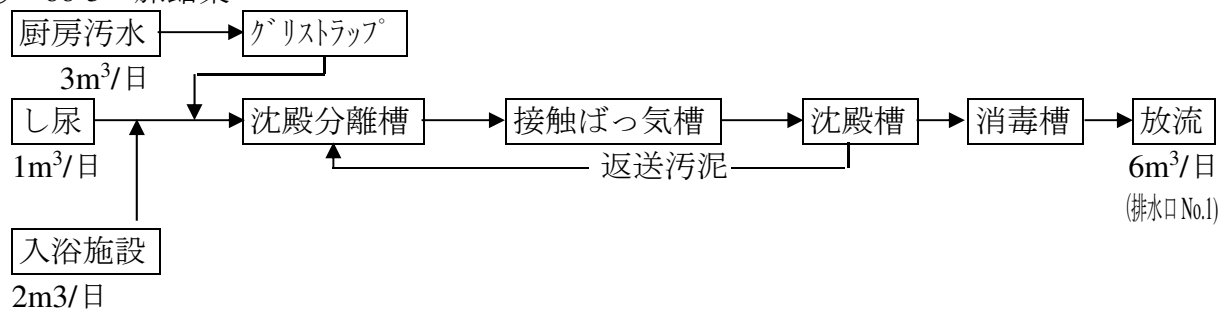 厨房汚水 グリストラップ
3m³/日
し尿 沈殿分離槽 接触ばっ気槽 沈殿槽 消毒槽 放流
1m³/日 返送汚泥 6m³/日
(排水口 No.1)
入浴施設
2m3/日